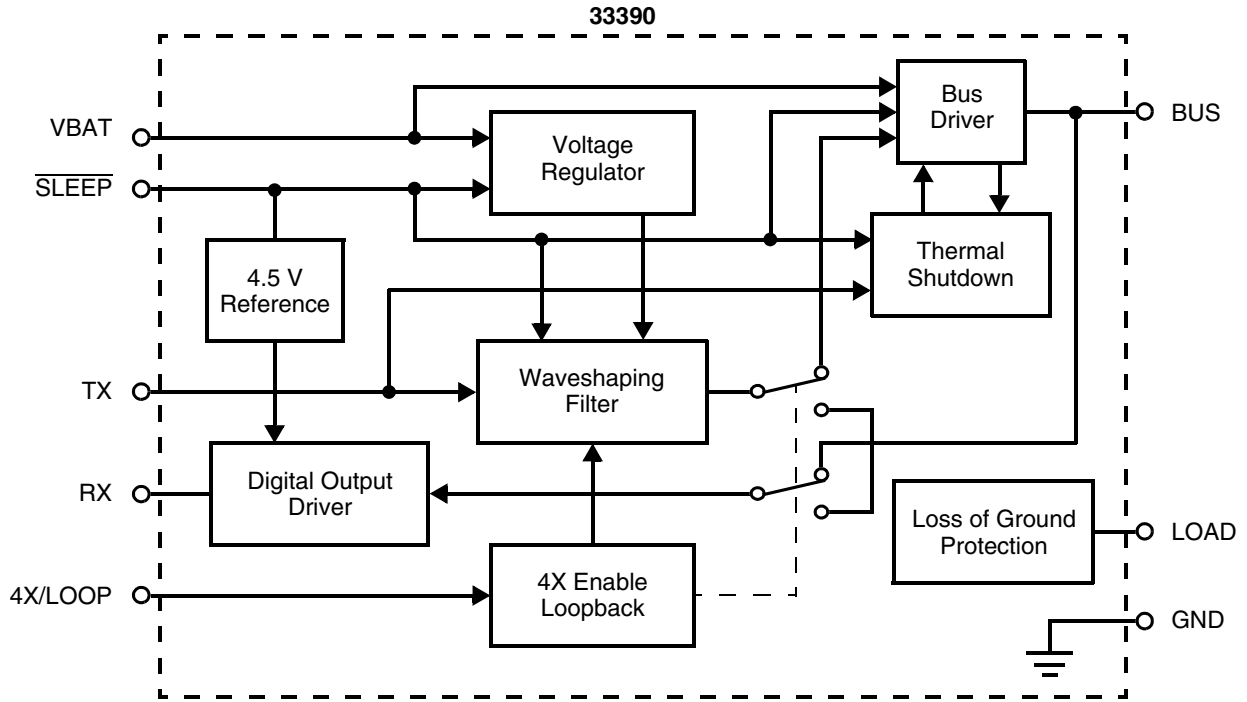 33390
VBAT
SLEEP
TX
RX
4X/LOOP
Voltage
Regulator
4.5 V
Reference
Waveshaping
Filter
Digital Output
Driver
4X Enable
Loopback
Bus
Driver
Thermal
Shutdown
Loss of Ground
Protection
BUS
LOAD
GND